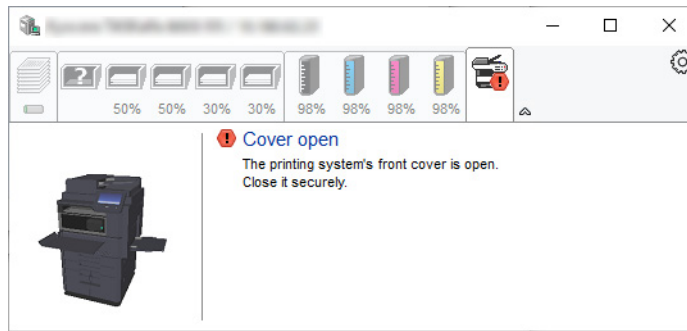 50% 50% 30% 30% 98% 98% 98% 98%
Cover open
The printing system's front cover is open.
Close it securely.